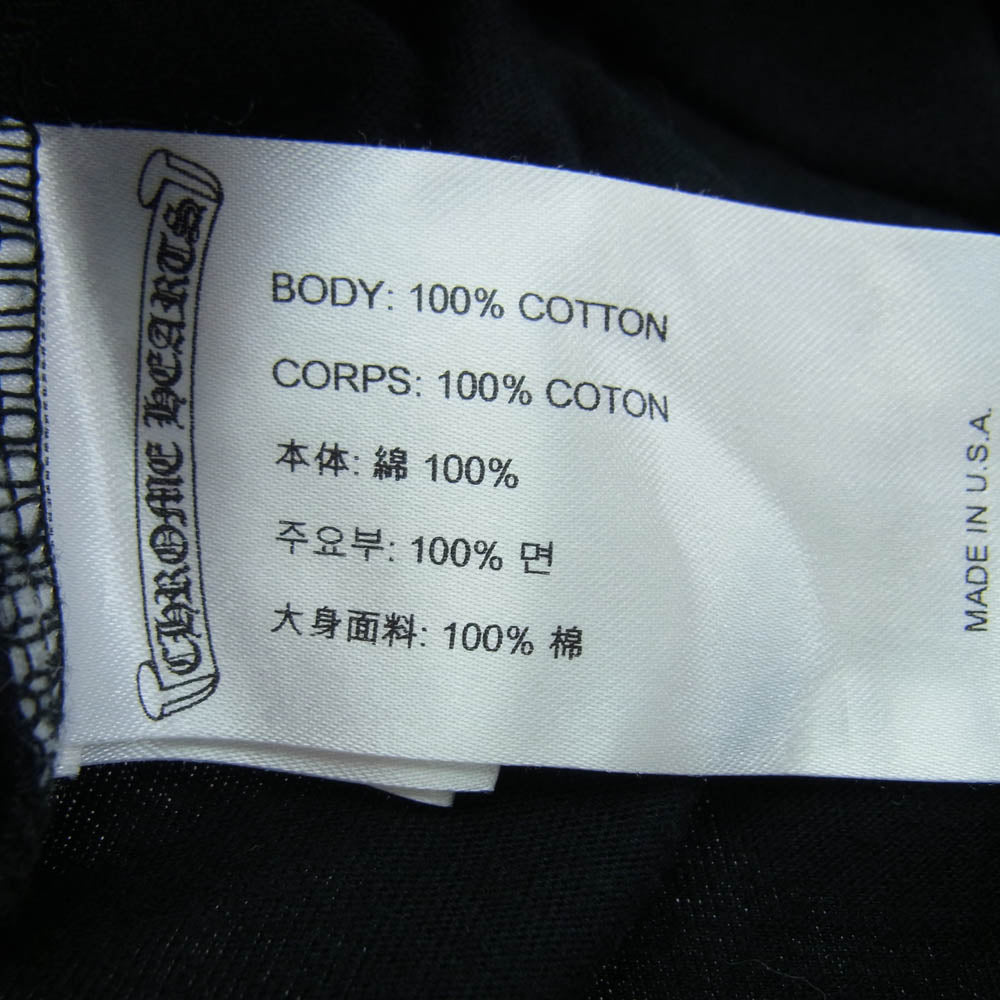 CHROME HEARTS
BODY: 100% COTTON
CORPS: 100% COTON
本体: 綿 100%
주요부: 100% 면
大身面料: 100% 棉
MADE IN U.S.A.